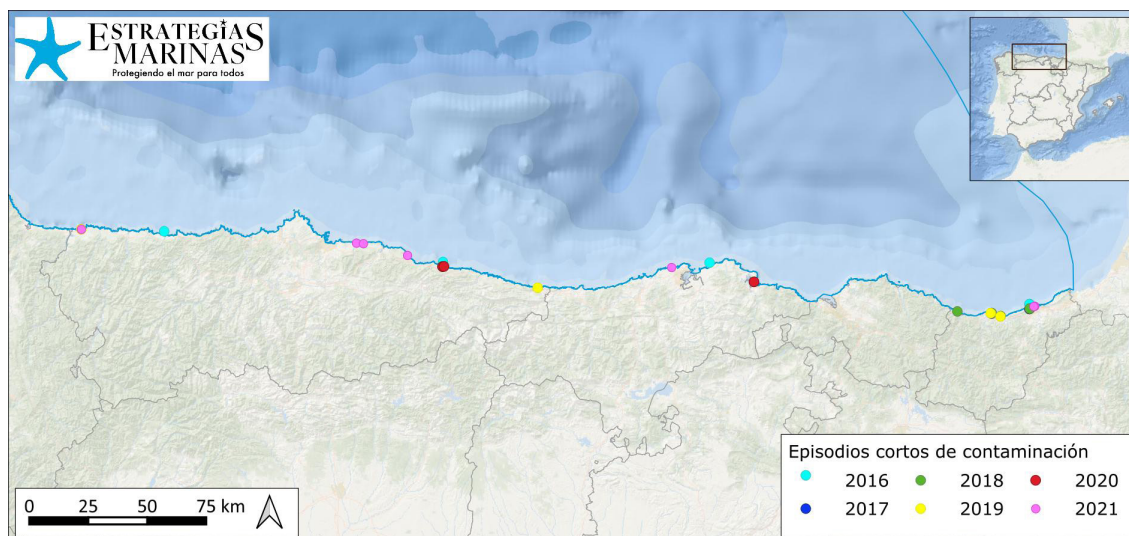 ESTRATEGIAS
MARINAS
Protegiendo el mar para todos
Episodios cortos de contaminación
2016 2018 2020
2017 2019 2021
0 25 50 75 km